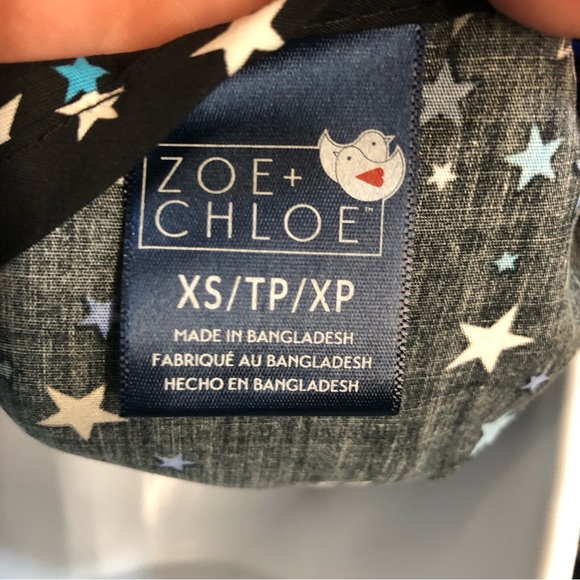 ZOE+
CHLOE™
XS/TP/XP
MADE IN BANGLADESH
FABRIQUÉ AU BANGLADESH
HECHO EN BANGLADESH